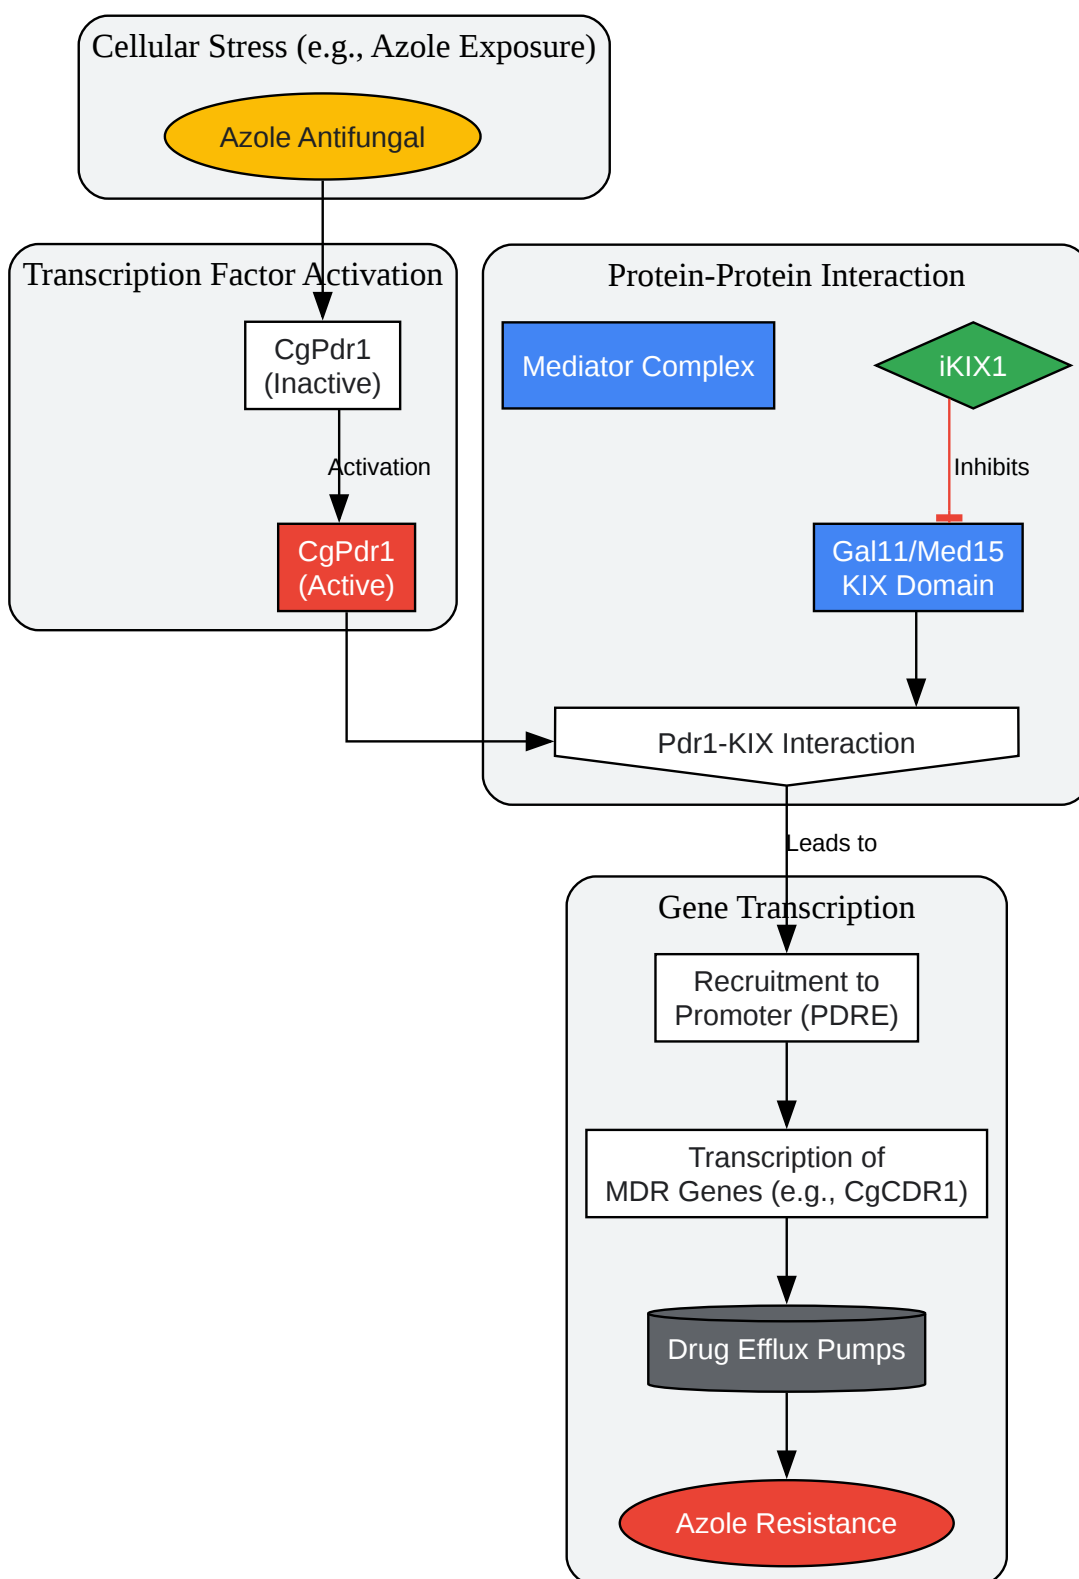 Cellular Stress (e.g., Azole Exposure)
Azole Antifungal
Transcription Factor Activation
CgPdr1
(Inactive)
Activation
CgPdr1
(Active)
Protein-Protein Interaction
Mediator Complex
iKIX1
Inhibits
Gal11/Med15
KIX Domain
Pdr1-KIX Interaction
Leads to
Gene Transcription
Recruitment to
Promoter (PDRE)
Transcription of
MDR Genes (e.g., CgCDR1)
Drug Efflux Pumps
Azole Resistance